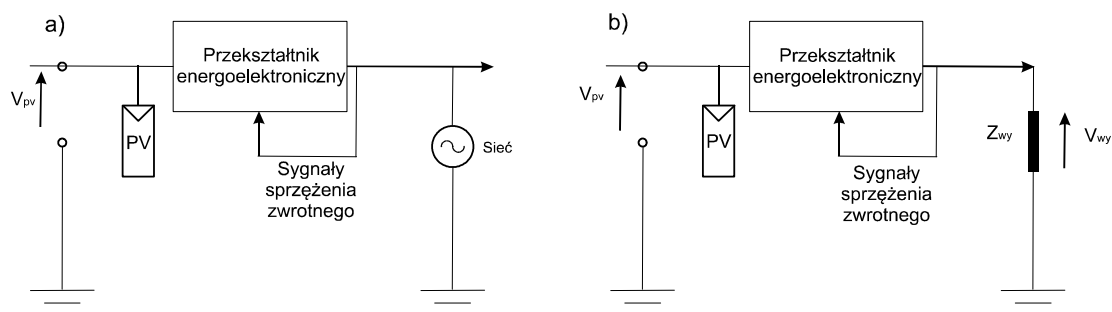 a)
Przekształtnik
energoelektroniczny
Vpv
PV
Sieć
Sygnały
sprzężenia
zwrotnego
b)
Przekształtnik
energoelektroniczny
Vpv
PV
Zwy
Vwy
Sygnały
sprzężenia
zwrotnego